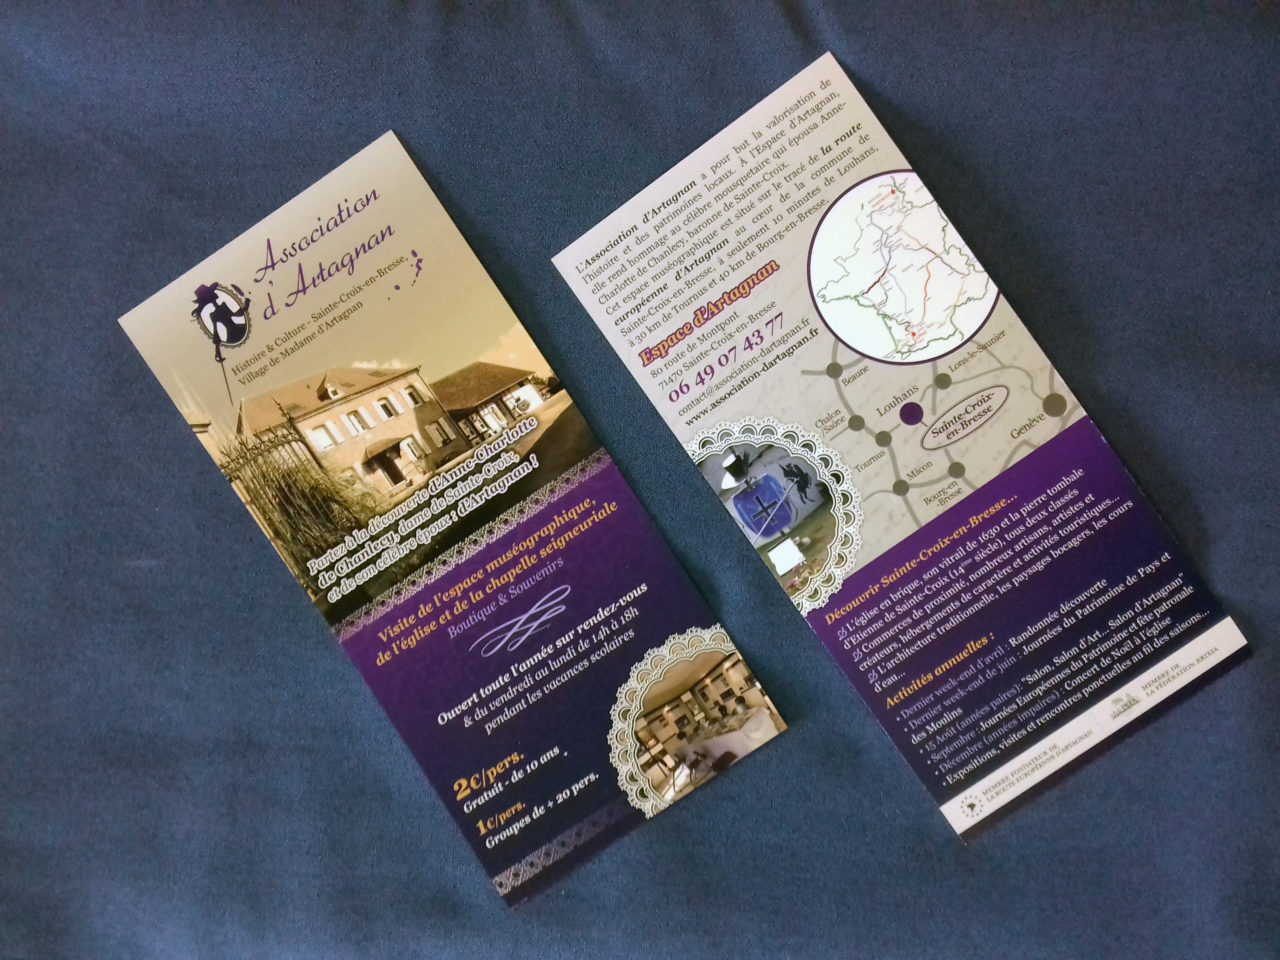 Association
d'Artagnan
Histoire & Culture - Sainte-Croix-en-Bresse,
Village de Madame d'Artagnan
Partez à la découverte d'Anne-Charlotte
de Chanlecy, dame de Sainte-Croix,
et de son célèbre époux : d'Artagnan !
Visite de l'espace muséographique,
de l'église et de la chapelle seigneuriale
Boutique & Souvenirs
Ouvert toute l'année sur rendez-vous
& du vendredi au lundi de 14h à 18h
pendant les vacances scolaires
2€/pers.
Gratuit - de 10 ans
1€/pers.
Groupes de + 20 pers.
L'Association d'Artagnan a pour but la valorisation de
l'histoire et des patrimoines locaux. À l'Espace d'Artagnan,
elle rend hommage au célèbre mousquetaire qui épousa Anne-
Charlotte de Chanlecy, baronne de Sainte-Croix.
Cet espace muséographique est situé sur le tracé de la route
européenne d'Artagnan au cœur de la commune de
Sainte-Croix-en-Bresse, à seulement 10 minutes de Louhans,
à 30 km de Tournus et 40 km de Bourg-en-Bresse.
Espace d'Artagnan
80 route de Montpont
71470 Sainte-Croix-en-Bresse
06 49 07 43 77
contact@association-dartagnan.fr
www.association-dartagnan.fr
Beaune
Lons-le-Saunier
Chalon
Saône
Louhans
Sainte-Croix-
en-Bresse
Genève
Tournus
Mâcon
Bourg-en
-Bresse
Découvrir Sainte-Croix-en-Bresse...
L'église en brique, son vitrail de 1630 et la pierre tombale
d'Etienne de Sainte-Croix (14ème siècle), tous deux classés
Commerces de proximité, nombreux artisans, artistes et
créateurs, hébergements de caractère et activités touristiques...
L'architecture traditionnelle, les paysages bocagers, les cours
d'eau...
Activités annuelles :
• Dernier week-end d'avril : Randonnée découverte
• Dernier week-end de juin : Journées du Patrimoine de Pays et
des Moulins
• 15 Août (années paires): "Salon, Salon d'Art... Salon d'Artagnan"
• Septembre : Journées Européennes du Patrimoine & fête patronale
• Décembre (années impaires) : Concert de Noël à l'église
• Expositions, visites et rencontres ponctuelles au fil des saisons...
MEMBRE FONDATEUR DE
LA ROUTE EUROPÉENNE D'ARTAGNAN
MEMBRE DE
LA FÉDÉRATION BRIXIA